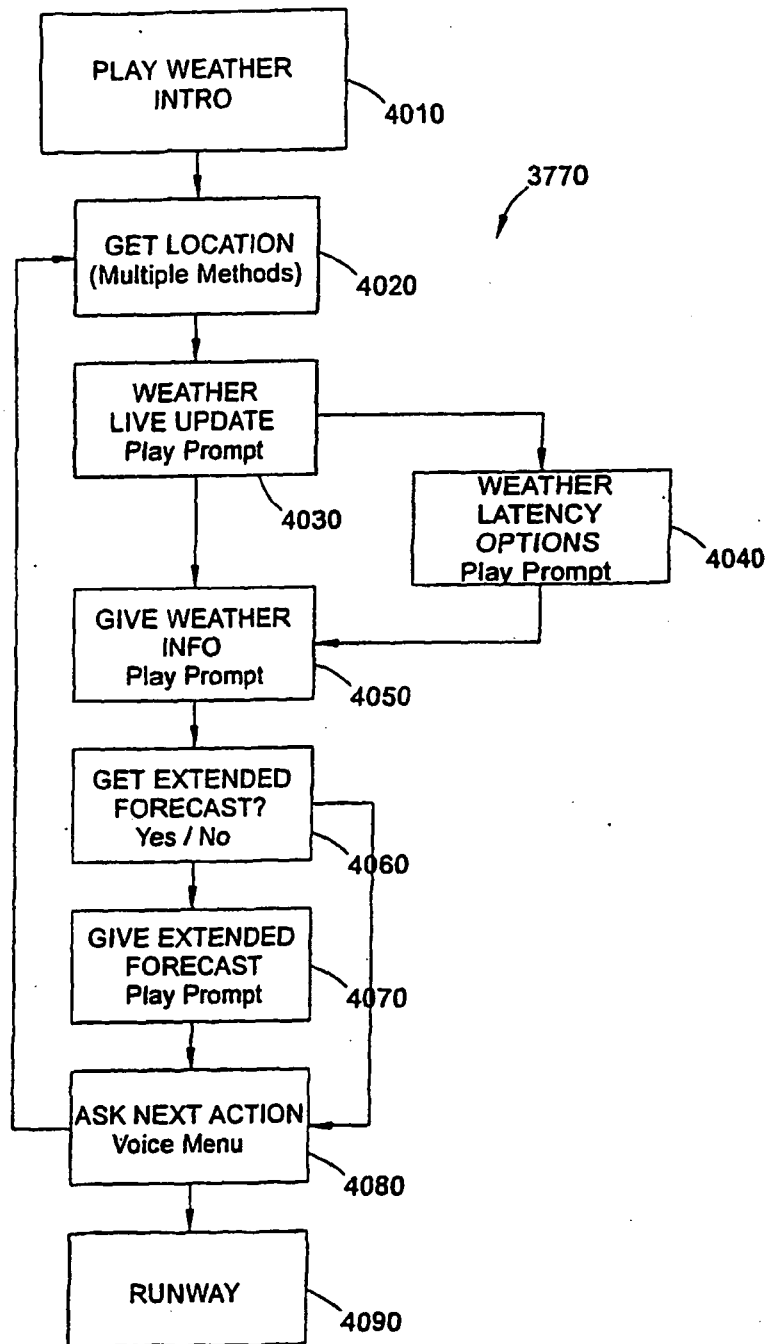 PLAY WEATHER
INTRO
4010
3770
GET LOCATION
(Multiple Methods)
4020
WEATHER
LIVE UPDATE
Play Prompt
4030
WEATHER
LATENCY
OPTIONS
Play Prompt
4040
GIVE WEATHER
INFO
Play Prompt
4050
GET EXTENDED
FORECAST?
Yes / No
4060
GIVE EXTENDED
FORECAST
Play Prompt
4070
ASK NEXT ACTION
Voice Menu
4080
RUNWAY
4090